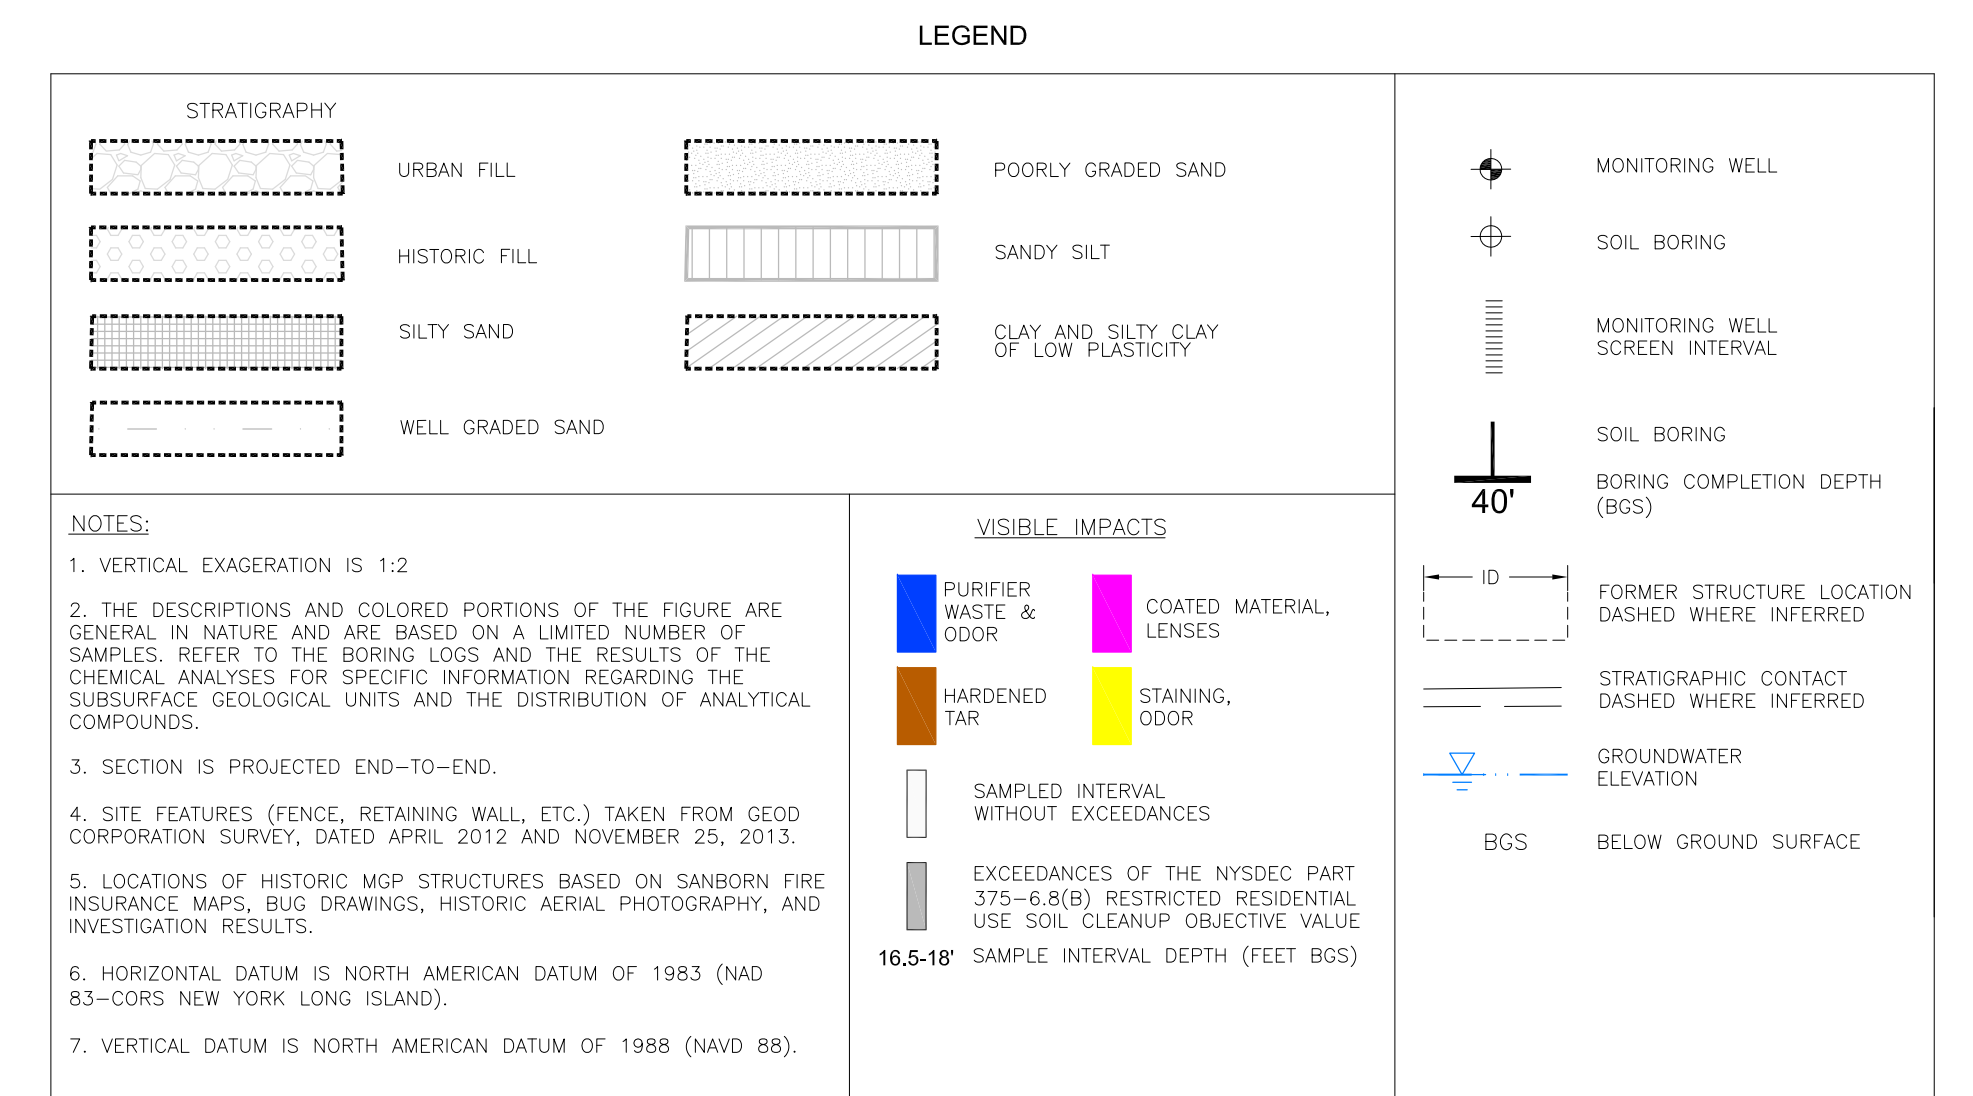 LEGEND
STRATIGRAPHY
URBAN FILL
HISTORIC FILL
SILTY SAND
WELL GRADED SAND
POORLY GRADED SAND
SANDY SILT
CLAY AND SILTY CLAY
OF LOW PLASTICITY
NOTES:
1. VERTICAL EXAGERATION IS 1:2
2. THE DESCRIPTIONS AND COLORED PORTIONS OF THE FIGURE ARE
GENERAL IN NATURE AND ARE BASED ON A LIMITED NUMBER OF
SAMPLES. REFER TO THE BORING LOGS AND THE RESULTS OF THE
CHEMICAL ANALYSES FOR SPECIFIC INFORMATION REGARDING THE
SUBSURFACE GEOLOGICAL UNITS AND THE DISTRIBUTION OF ANALYTICAL
COMPOUNDS.
3. SECTION IS PROJECTED END-TO-END.
4. SITE FEATURES (FENCE, RETAINING WALL, ETC.) TAKEN FROM GEOD
CORPORATION SURVEY, DATED APRIL 2012 AND NOVEMBER 25, 2013.
5. LOCATIONS OF HISTORIC MGP STRUCTURES BASED ON SANBORN FIRE
INSURANCE MAPS, BUG DRAWINGS, HISTORIC AERIAL PHOTOGRAPHY, AND
INVESTIGATION RESULTS.
6. HORIZONTAL DATUM IS NORTH AMERICAN DATUM OF 1983 (NAD
83-CORS NEW YORK LONG ISLAND).
7. VERTICAL DATUM IS NORTH AMERICAN DATUM OF 1988 (NAVD 88).
VISIBLE IMPACTS
PURIFIER
WASTE &
ODOR
COATED MATERIAL,
LENSES
HARDENED
TAR
STAINING,
ODOR
SAMPLED INTERVAL
WITHOUT EXCEEDANCES
EXCEEDANCES OF THE NYSDEC PART
375-6.8(B) RESTRICTED RESIDENTIAL
USE SOIL CLEANUP OBJECTIVE VALUE
16.5-18' SAMPLE INTERVAL DEPTH (FEET BGS)
MONITORING WELL
SOIL BORING
MONITORING WELL
SCREEN INTERVAL
SOIL BORING
40'
BORING COMPLETION DEPTH
(BGS)
ID
FORMER STRUCTURE LOCATION
DASHED WHERE INFERRED
STRATIGRAPHIC CONTACT
DASHED WHERE INFERRED
GROUNDWATER
ELEVATION
BGS BELOW GROUND SURFACE